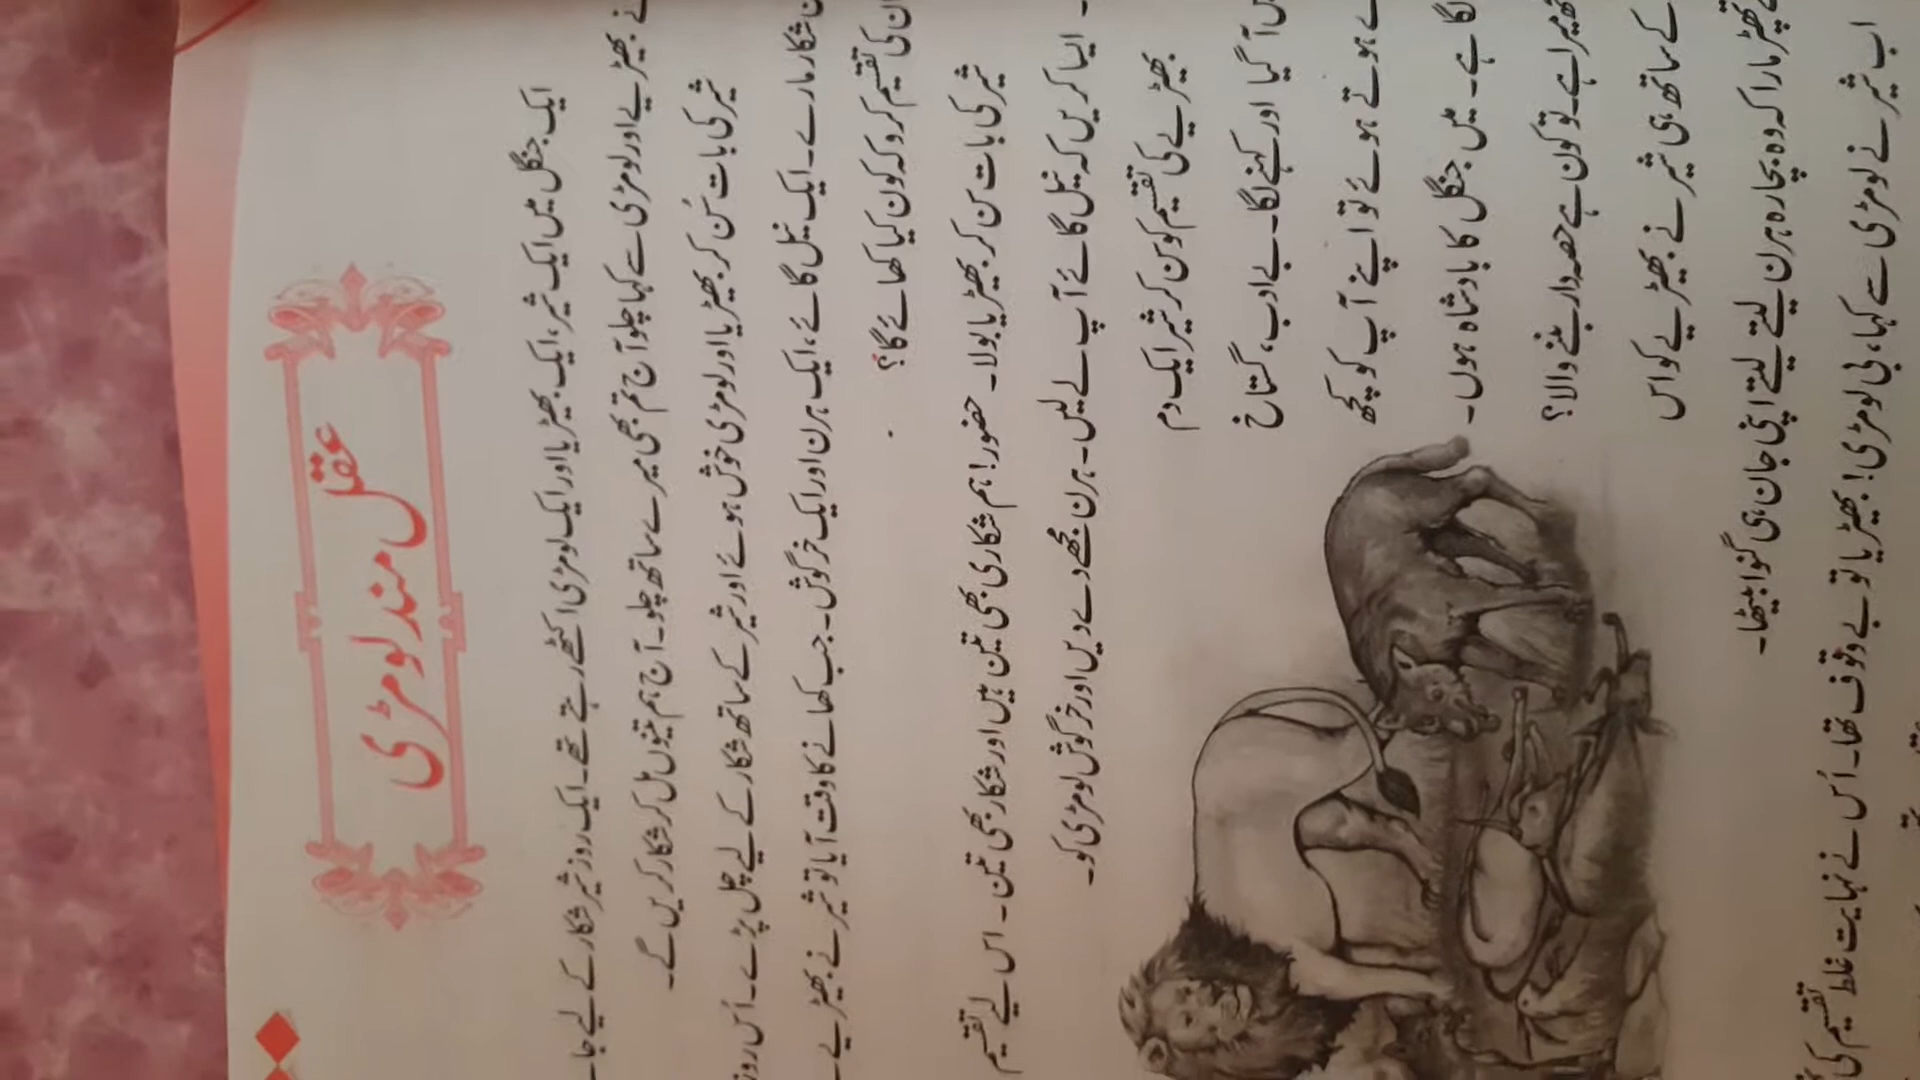 عقل مند لومڑی
ایک جنگل میں ایک شیر، ایک بھیڑیا اور ایک لومڑی اکٹھے رہتے تھے۔ ایک روز شیر شکار کے لیے جا
نے بھیڑیے اور لومڑی سے کہا چلو آج تم بھی میرے ساتھ چلو۔ آج ہم تینوں مل کر شکار کریں گے۔
شیر کی بات سُن کر بھیڑیا اور لومڑی خوش ہوئے اور شیر کے ساتھ شکار کے لیے چل پڑے۔ اُس روز
شکار مارے۔ ایک نیل گائے، ایک ہرن اور ایک خرگوش۔ جب کھانے کا وقت آیا تو شیر نے بھیڑیے
کی تقسیم کرو کہ کون کیا کھائے گا؟
شیر کی بات سن کر بھیڑیا بولا۔ حضور! ہم شکاری بھی تین ہیں اور شکار بھی تین۔ اس لیے تقسیم
۔ ایسا کریں کہ نیل گائے آپ لے لیں۔ ہرن مجھے دے دیں اور خرگوش لومڑی کو۔
بھیڑیے کی تقسیم کو سن کر شیر ایک دم
آ گیا اور کہنے لگا۔ بے ادب، گستاخ
ہوتے ہوئے تو اپنے آپ کو کچھ
لگا ہے۔ میں جنگل کا بادشاہ ہوں۔
میرا ہے۔ تو کون ہے حصہ دار بننے والا؟
کے ساتھ ہی شیر نے بھیڑیے کو اس
تھپڑ مارا کہ وہ بچارہ ہرن لیتے لیتے اپنی جان ہی گنوا بیٹھا۔
اب شیر نے لومڑی سے کہا، بی لومڑی! بھیڑیا تو بے وقوف تھا۔ اُس نے نہایت غلط تقسیم کی